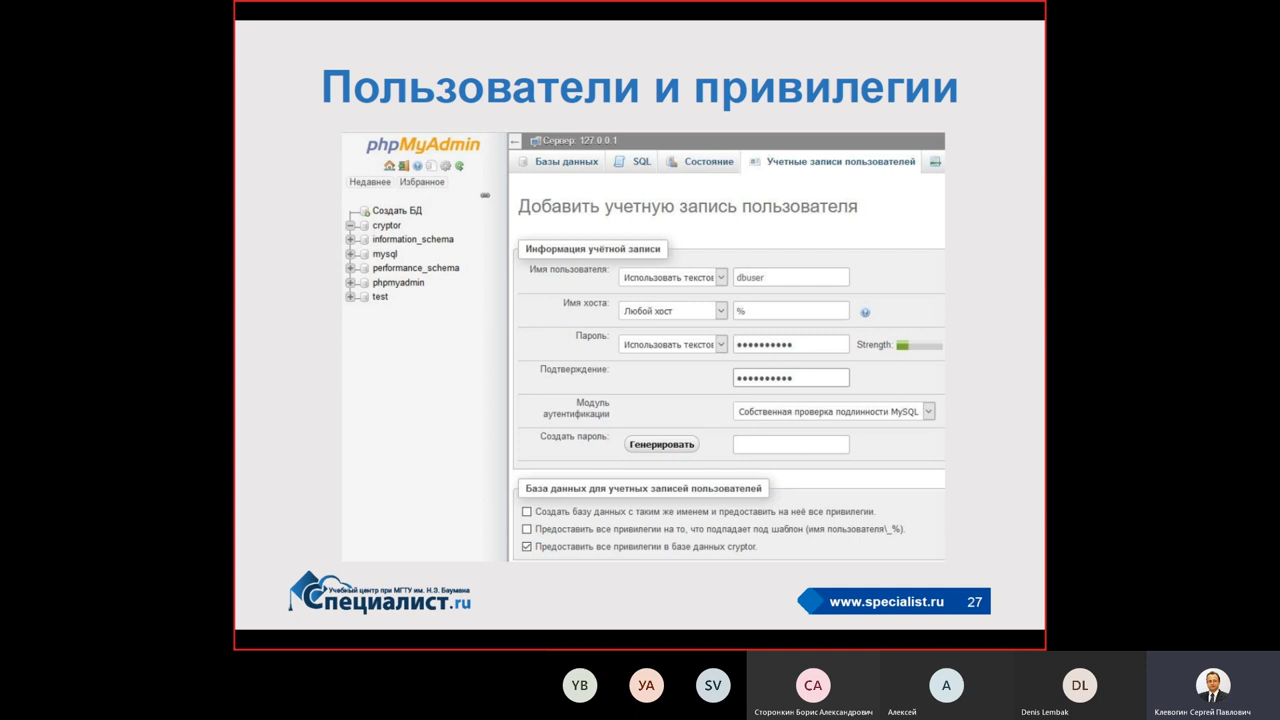 Пользователи и привилегии
phpMyAdmin
Недавнее Избранное
Создать БД
cryptor
information_schema
mysql
performance_schema
phpmyadmin
test
Сервер: 127.0.0.1
Базы данных SQL Состояние Учетные записи пользователей
Добавить учетную запись пользователя
Информация учётной записи
Имя пользователя: Использовать текстов dbuser
Имя хоста: Любой хост %
Пароль: Использовать текстов •••••••••• Strength:
Подтверждение: ••••••••••
Модуль
аутентификации Собственная проверка подлинности MySQL
Создать пароль: Генерировать
База данных для учетных записей пользователей
Создать базу данных с таким же именем и предоставить на неё все привилегии.
Предоставить все привилегии на то, что подпадает под шаблон (имя пользователя\_%).
Предоставить все привилегии в базе данных cryptor.
Учебный центр при МГТУ им. Н.Э. Баумана
Специалист.ru
www.specialist.ru 27
YB УА SV СА А DL
Сторонкин Борис Александрович Алексей Denis Lembak Клевогин Сергей Павлович